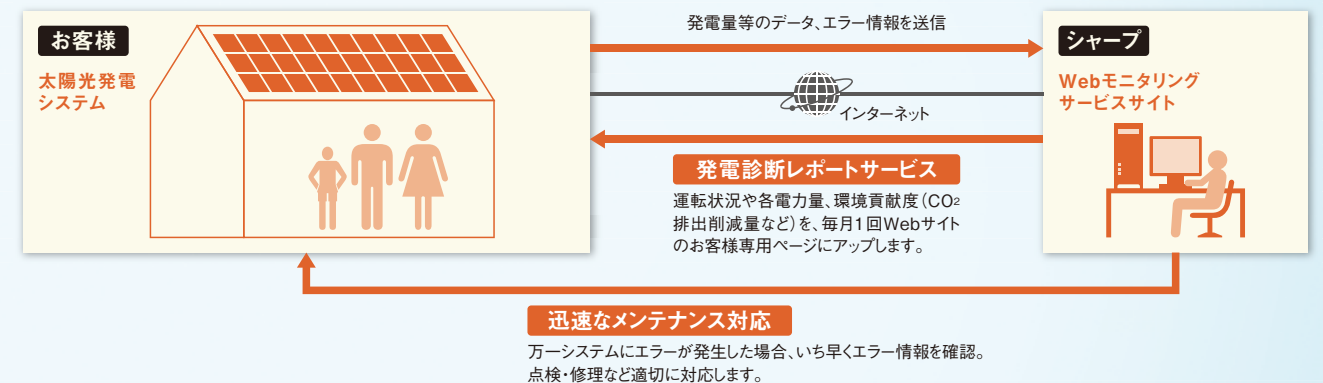 お客様
太陽光発電
システム
発電量等のデータ、エラー情報を送信
インターネット
シャープ
Webモニタリング
サービスサイト
発電診断レポートサービス
運転状況や各電力量、環境貢献度(CO2
排出削減量など)を、毎月1回Webサイト
のお客様専用ページにアップします。
迅速なメンテナンス対応
万一システムにエラーが発生した場合、いち早くエラー情報を確認。
点検・修理など適切に対応します。